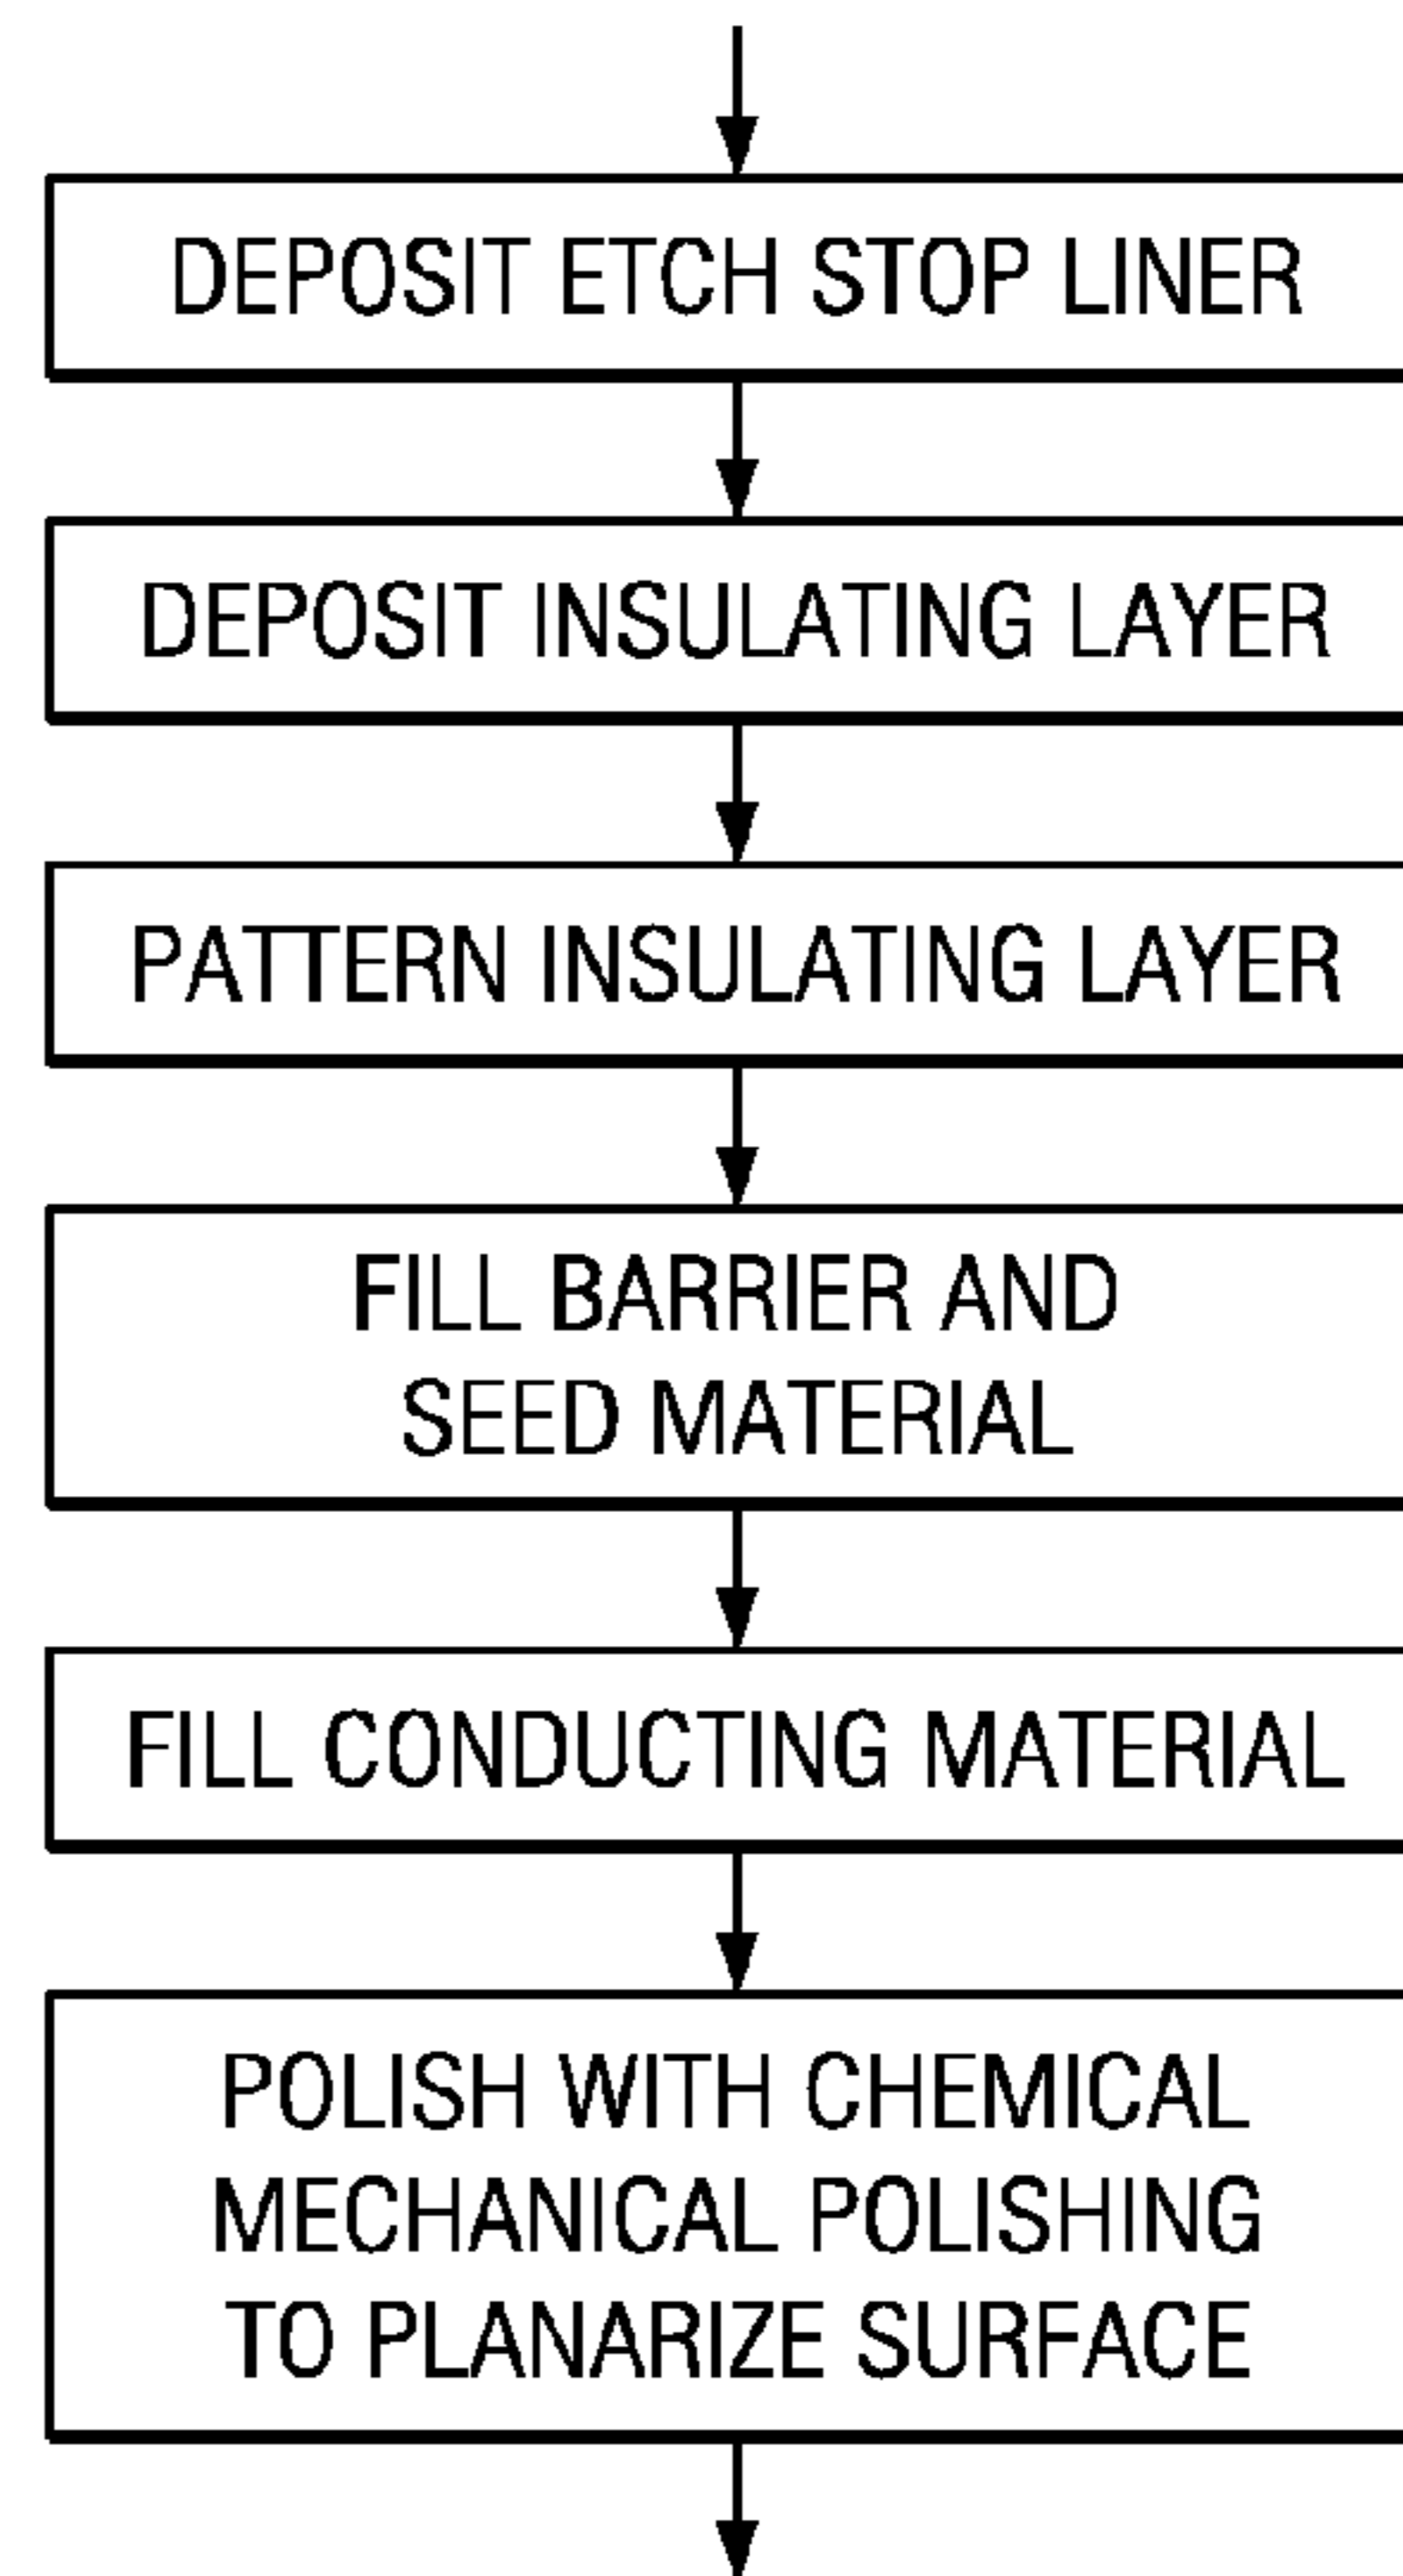 DEPOSIT ETCH STOP LINER
DEPOSIT INSULATING LAYER
PATTERN INSULATING LAYER
FILL BARRIER AND
SEED MATERIAL
FILL CONDUCTING MATERIAL
POLISH WITH CHEMICAL
MECHANICAL POLISHING
TO PLANARIZE SURFACE